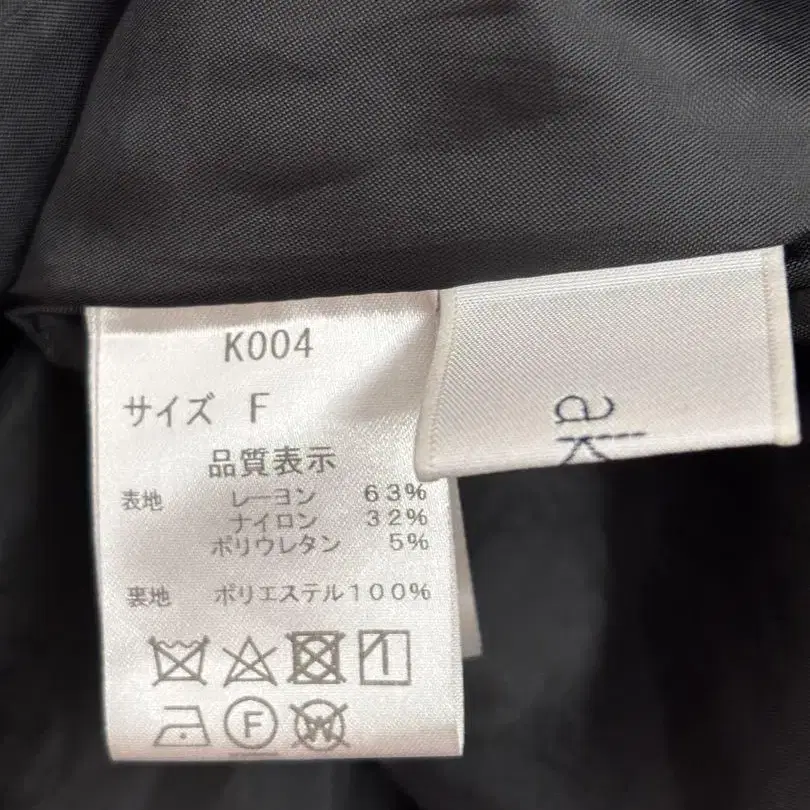 K004
サイズ F
品質表示
表地 レーヨン 63%
ナイロン 32%
ポリウレタン 5%
裏地 ポリエステル100%
F
W